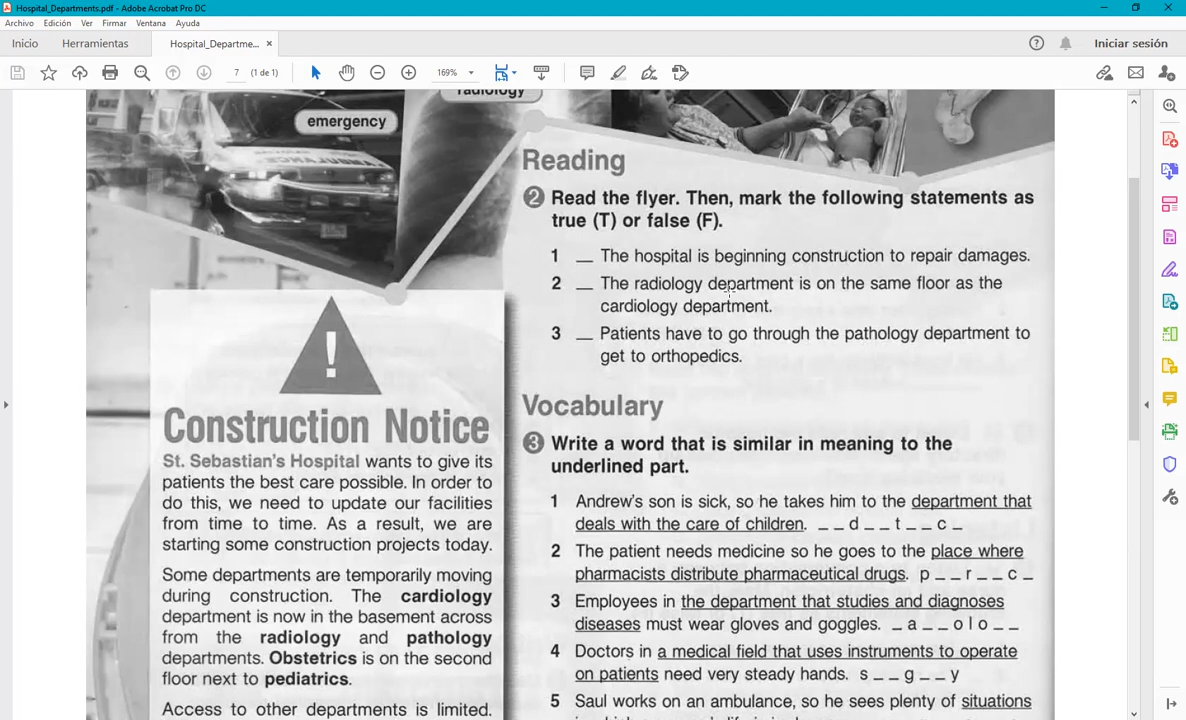 Hospital_Departments.pdf - Adobe Acrobat Pro DC
Archivo Edición Ver Firmar Ventana Ayuda
Inicio Herramientas Hospital_Departme... × Iniciar sesión
7 (1 de 1) 169%
radiology
emergency
AMBULANCE
Reading
2 Read the flyer. Then, mark the following statements as
true (T) or false (F).
1 _ The hospital is beginning construction to repair damages.
2 _ The radiology department is on the same floor as the
cardiology department.
3 _ Patients have to go through the pathology department to
get to orthopedics.
Vocabulary
3 Write a word that is similar in meaning to the
underlined part.
1 Andrew's son is sick, so he takes him to the department that
deals with the care of children. _ _ d _ _ t _ _ c _
2 The patient needs medicine so he goes to the place where
pharmacists distribute pharmaceutical drugs. p _ _ r _ _ c _
3 Employees in the department that studies and diagnoses
diseases must wear gloves and goggles. _ a _ _ o l o _ _
4 Doctors in a medical field that uses instruments to operate
on patients need very steady hands. s _ _ g _ _ y
5 Saul works on an ambulance, so he sees plenty of situations
!
Construction Notice
St. Sebastian's Hospital wants to give its
patients the best care possible. In order to
do this, we need to update our facilities
from time to time. As a result, we are
starting some construction projects today.
Some departments are temporarily moving
during construction. The cardiology
department is now in the basement across
from the radiology and pathology
departments. Obstetrics is on the second
floor next to pediatrics.
Access to other departments is limited.